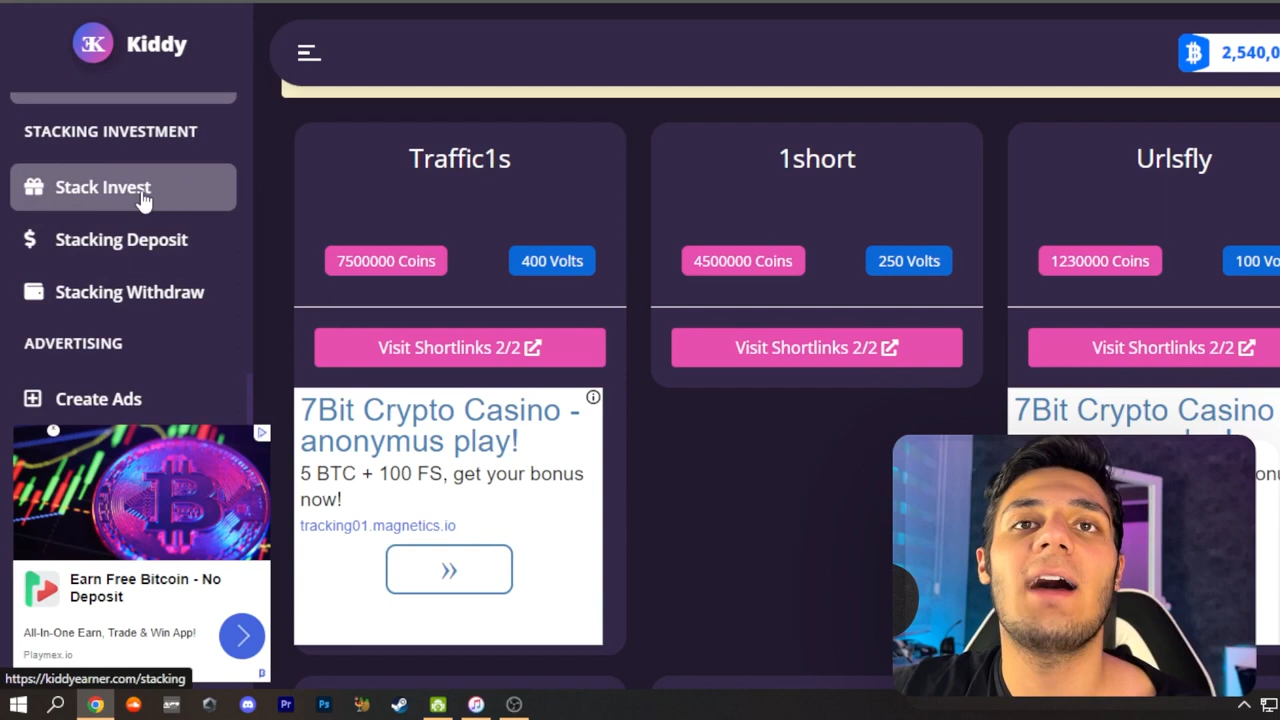 Kiddy
2,540,0
STACKING INVESTMENT
Stack Invest
Stacking Deposit
Stacking Withdraw
ADVERTISING
Create Ads
Traffic1s
7500000 Coins
400 Volts
Visit Shortlinks 2/2
1short
4500000 Coins
250 Volts
Visit Shortlinks 2/2
Urlsfly
1230000 Coins
100 Vo
Visit Shortlinks 2/2
7Bit Crypto Casino -
anonymus play!
5 BTC + 100 FS, get your bonus
now!
tracking01.magnetics.io
7Bit Crypto Casino
Earn Free Bitcoin - No
Deposit
All-In-One Earn, Trade & Win App!
Playmex.io
https://kiddyearner.com/stacking